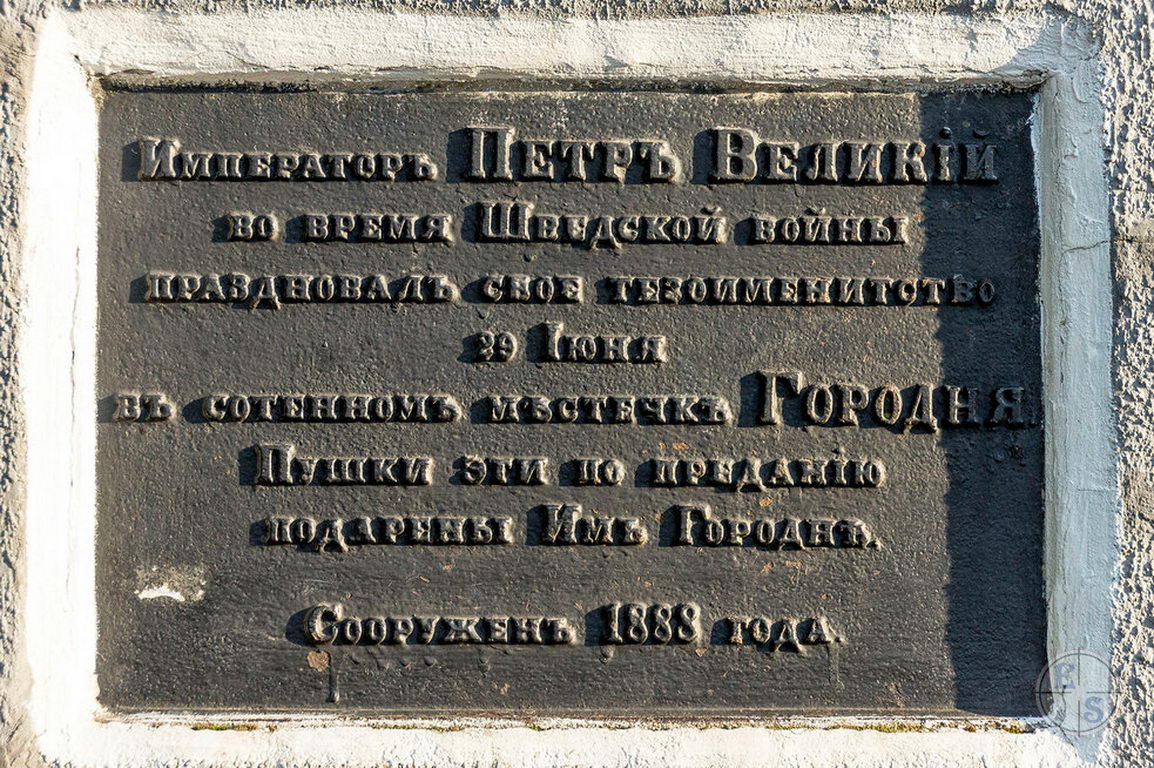 Императоръ Петръ Великій
во время Шведской войны
праздновалъ свое тезоименитство
29 Іюня
въ сотенномъ мѣстечкѣ Городня.
Пушки эти по преданію
подарены Имъ Городнѣ.
Сооруженъ 1888 года.
E
S